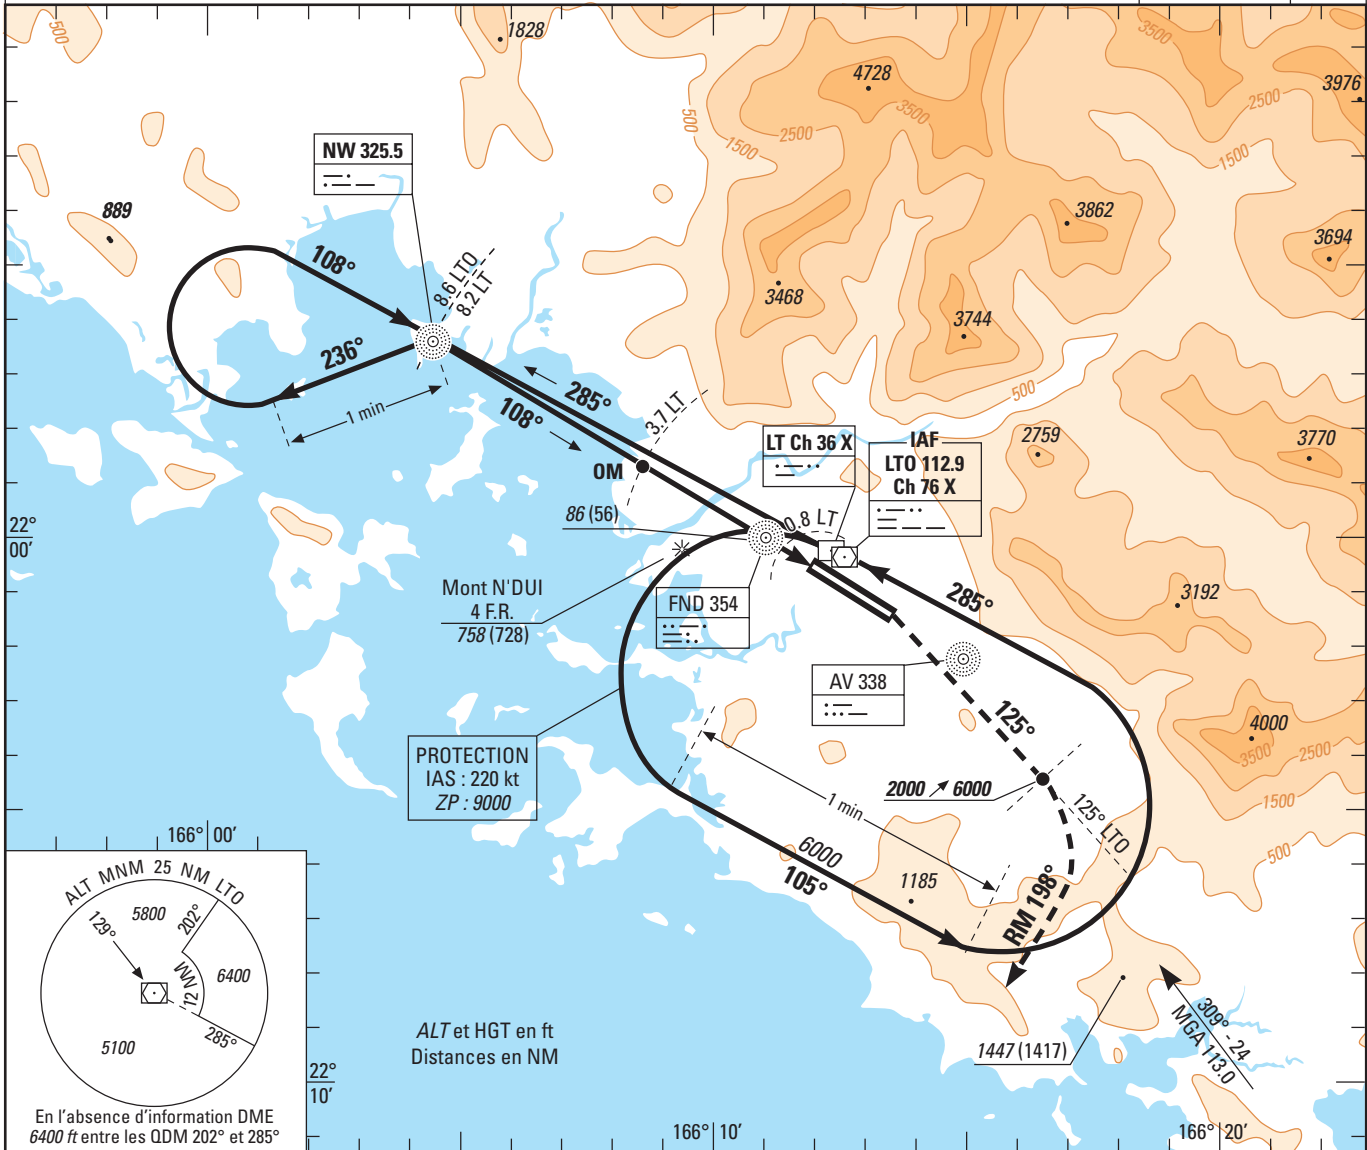 500
1828
4728
3500
3976
2500
2500
3500
500
1500
1500
NW 325.5
889
3862
3694
108°
8.6 LTO
8.2 LT
3468
3744
236°
1 min
285°
108°
500
3.7 LT
2759
3770
OM
LT Ch 36 X
IAF
LTO 112.9
Ch 76 X
86 (56)
0.8 LT
22°
00'
Mont N'DUI
4 F.R.
758 (728)
FND 354
285°
3192
AV 338
125°
4000
3500
2500
1500
500
PROTECTION
IAS : 220 kt
ZP : 9000
1 min
2000 ➚ 6000
125° LTO
6000
105°
1185
RM 198°
166° 00'
ALT MNM 25 NM LTO
5800
202°
129°
6400
12 NM
285°
5100
En l'absence d'information DME
6400 ft entre les QDM 202° et 285°
ALT et HGT en ft
Distances en NM
22°
10'
1447 (1417)
309° - 24
MGA 113.0
166° 10'
166° 20'